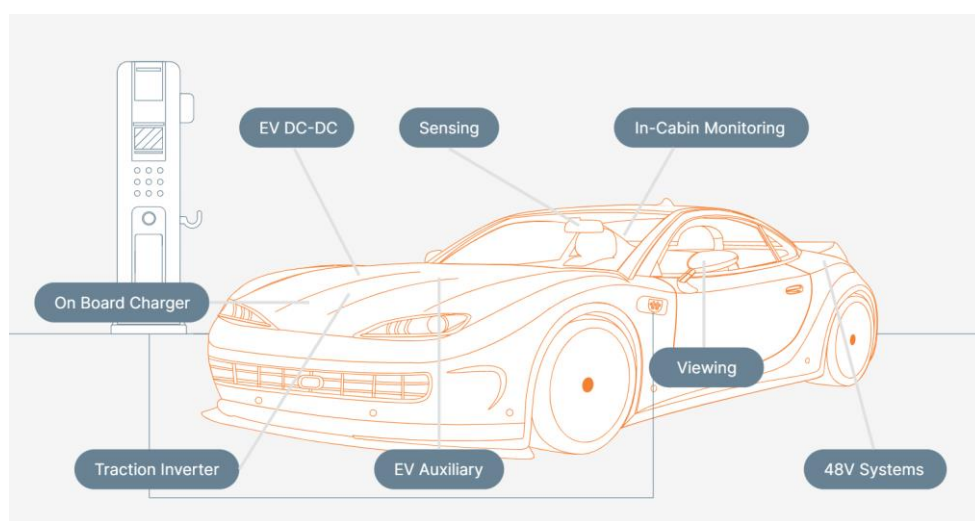 EV DC-DC
Sensing
In-Cabin Monitoring
On Board Charger
Viewing
Traction Inverter
EV Auxiliary
48V Systems